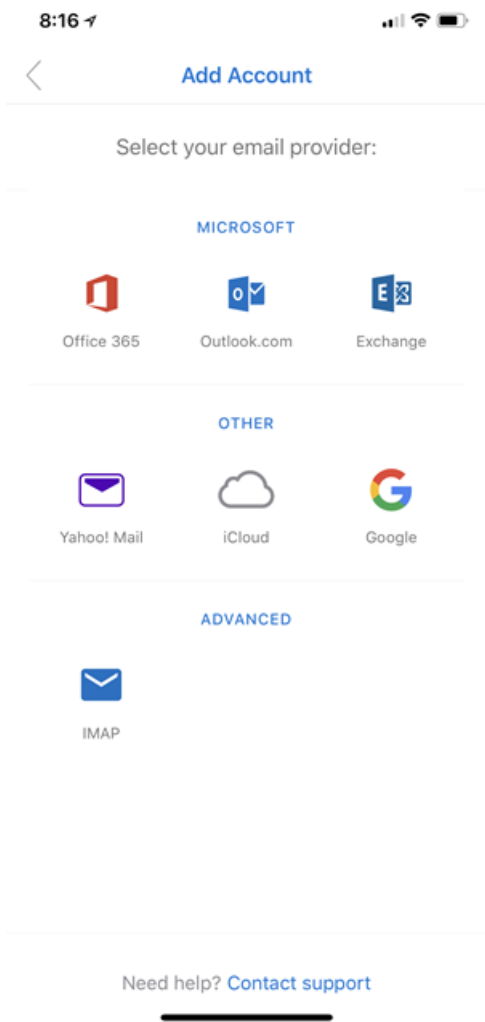 8:16
Add Account
Select your email provider:
MICROSOFT
Office 365 Outlook.com Exchange
OTHER
Yahoo! Mail iCloud Google
ADVANCED
IMAP
Need help? Contact support